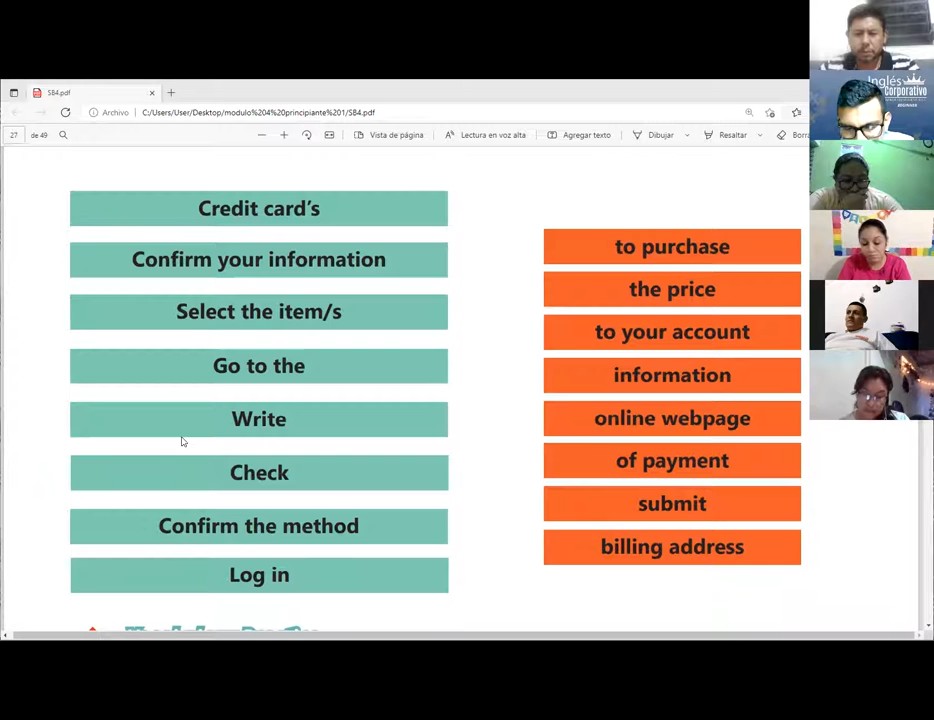 SB4.pdf
Archivo C:/Users/User/Desktop/modulo%204%20principiante%201/SB4.pdf
27 de 49 Vista de página Lectura en voz alta Agregar texto Dibujar Resaltar Borra
Credit card's
Confirm your information
Select the item/s
Go to the
Write
Check
Confirm the method
Log in
to purchase
the price
to your account
information
online webpage
of payment
submit
billing address
Inglés
Corporativo